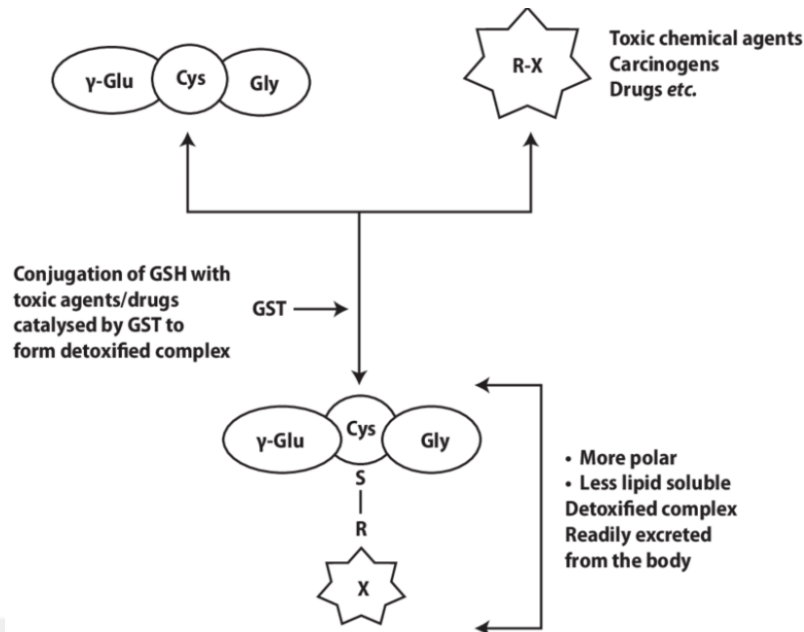 γ-Glu
Cys
Gly
R-X
Toxic chemical agents
Carcinogens
Drugs etc.
Conjugation of GSH with
toxic agents/drugs
catalysed by GST to
form detoxified complex
GST
γ-Glu
Cys
Gly
S
R
X
• More polar
• Less lipid soluble
Detoxified complex
Readily excreted
from the body